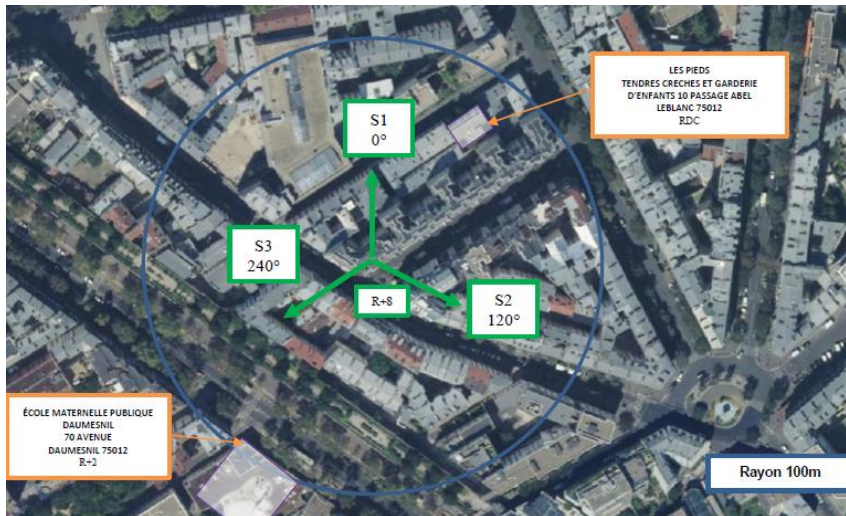 LES PIEDS
TENDRES CRECHES ET GARDERIE
D'ENFANTS 10 PASSAGE ABEL
LEBLANC 75012
RDC
S1
0°
S3
240°
R+8
S2
120°
ÉCOLE MATERNELLE PUBLIQUE
DAUMESNIL
70 AVENUE
DAUMESNIL 75012
R+2
Rayon 100m